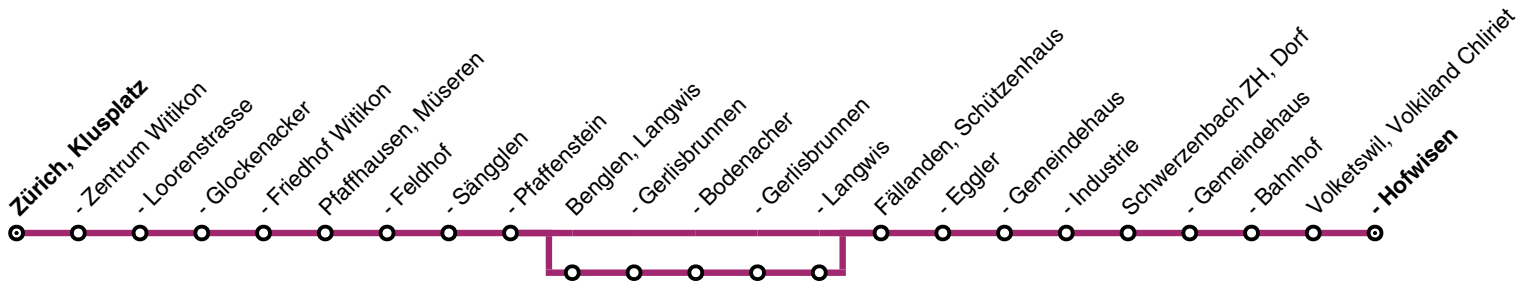 Zürich, Klusplatz
- Zentrum Witikon
- Loorenstrasse
- Glockenacker
- Friedhof Witikon
Pfaffhausen, Müseren
- Feldhof
- Sängglen
- Pfaffenstein
Benglen, Langwis
- Gerlisbrunnen
- Bodenacher
- Gerlisbrunnen
- Langwis
Fällanden, Schützenhaus
- Eggler
- Gemeindehaus
- Industrie
Schwerzenbach ZH, Dorf
- Gemeindehaus
- Bahnhof
Volketswil, Volkiland Chliriet
- Hofwisen